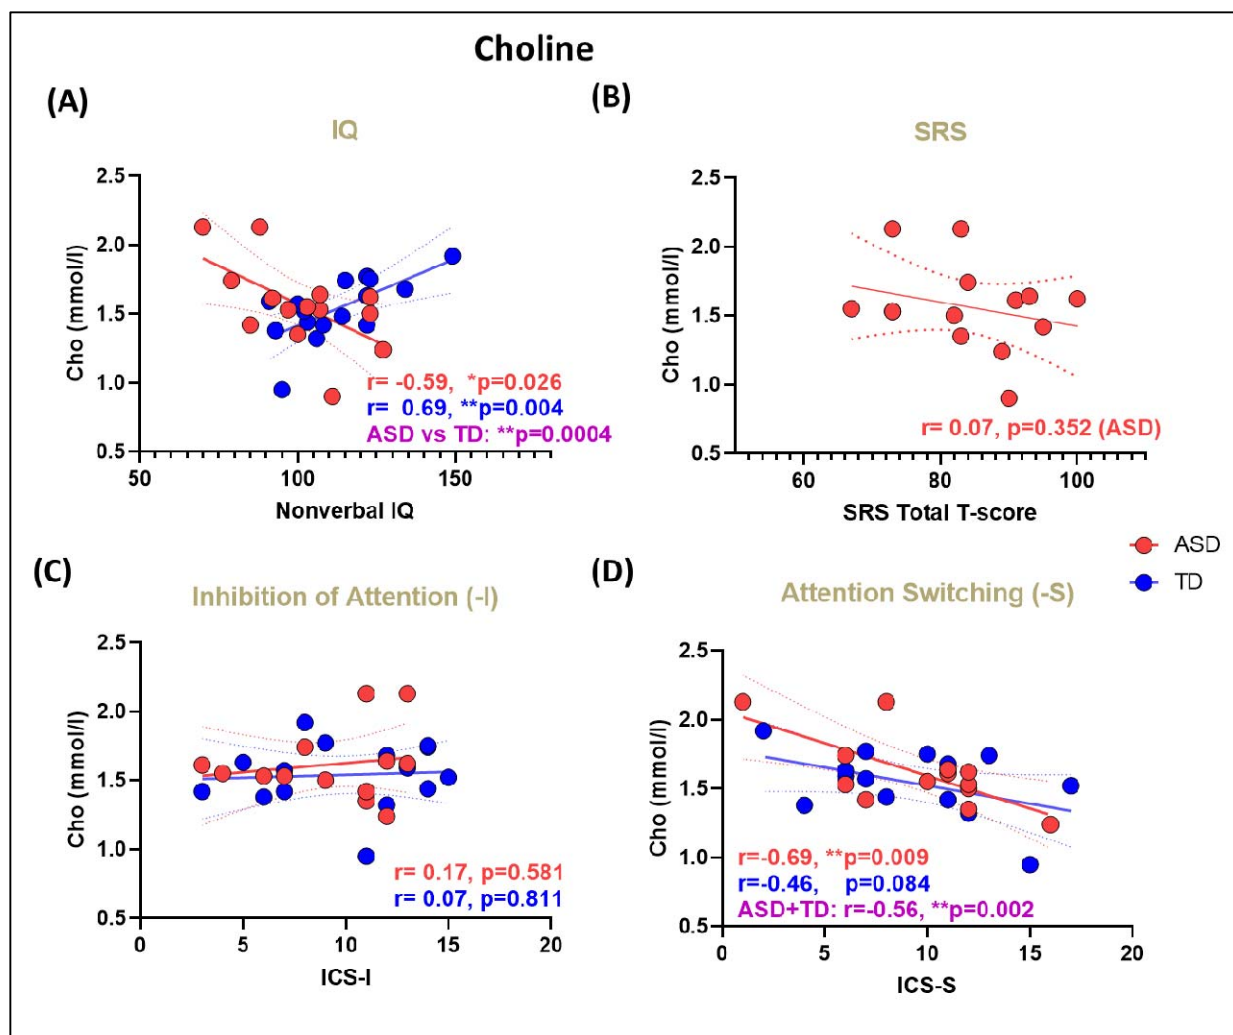 Choline
(A)
IQ
Cho (mmol/l)
2.5
2.0
1.5
1.0
0.5
50
100
150
Nonverbal IQ
r= -0.59, *p=0.026
r= 0.69, **p=0.004
ASD vs TD: **p=0.0004
(B)
SRS
Cho (mmol/l)
2.5
2.0
1.5
1.0
0.5
60
80
100
SRS Total T-score
r= 0.07, p=0.352 (ASD)
ASD
TD
(C)
Inhibition of Attention (-I)
Cho (mmol/l)
2.5
2.0
1.5
1.0
0.5
0
5
10
15
20
ICS-I
r= 0.17, p=0.581
r= 0.07, p=0.811
(D)
Attention Switching (-S)
Cho (mmol/l)
2.5
2.0
1.5
1.0
0.5
0
5
10
15
20
ICS-S
r=-0.69, **p=0.009
r=-0.46, p=0.084
ASD+TD: r=-0.56, **p=0.002